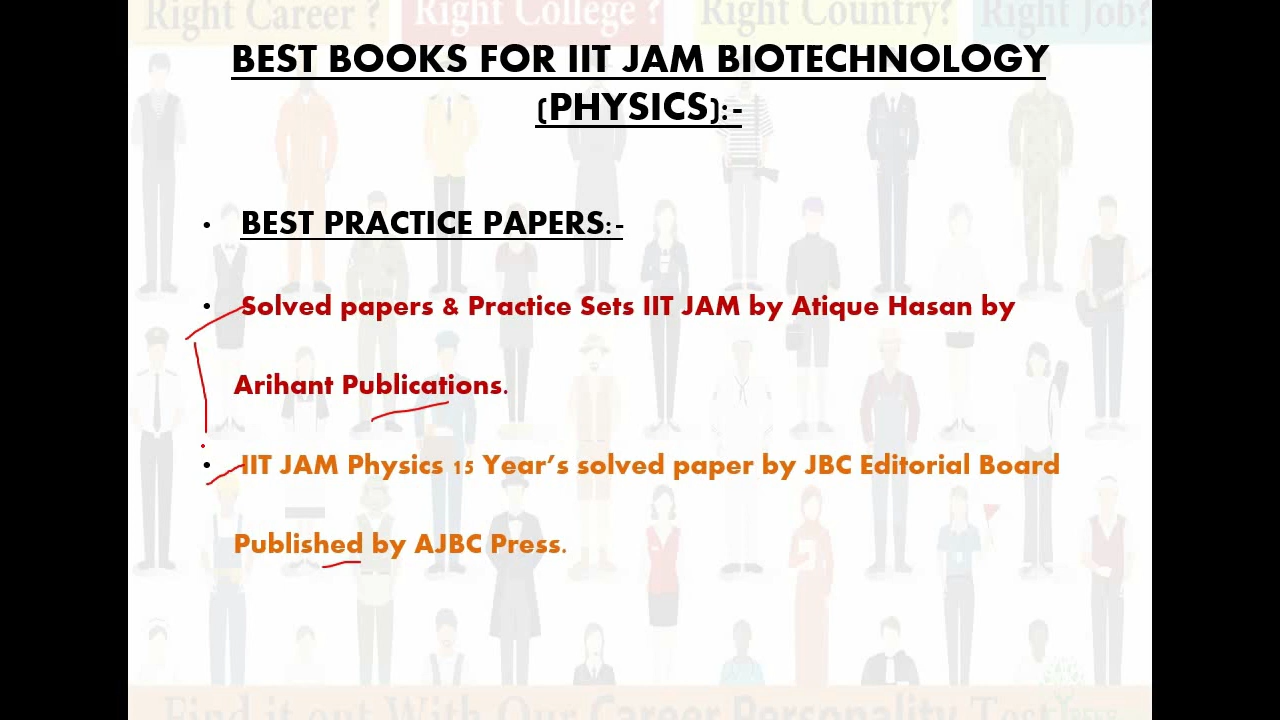 Right Career ? Right College ? Right Country? Right Job?
BEST BOOKS FOR IIT JAM BIOTECHNOLOGY
(PHYSICS):-
• BEST PRACTICE PAPERS:-
• Solved papers & Practice Sets IIT JAM by Atique Hasan by
Arihant Publications.
• IIT JAM Physics 15 Year’s solved paper by JBC Editorial Board
Published by AJBC Press.
Find it out With Our Career Personality Test